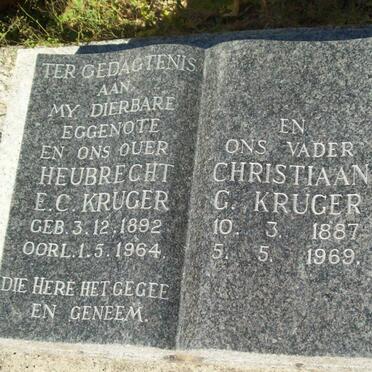 TER GEDAGTENIS
AAN
MY DIERBARE
EGGENOTE
EN ONS OUER
HEUBRECHT
E.C. KRUGER
GEB. 3.12.1892
OORL. 1.5.1964.
DIE HERE HET GEGEE
EN GENEEM.
EN
ONS VADER
CHRISTIAAN
G. KRUGER
10. 3. 1887
5. 5. 1969.